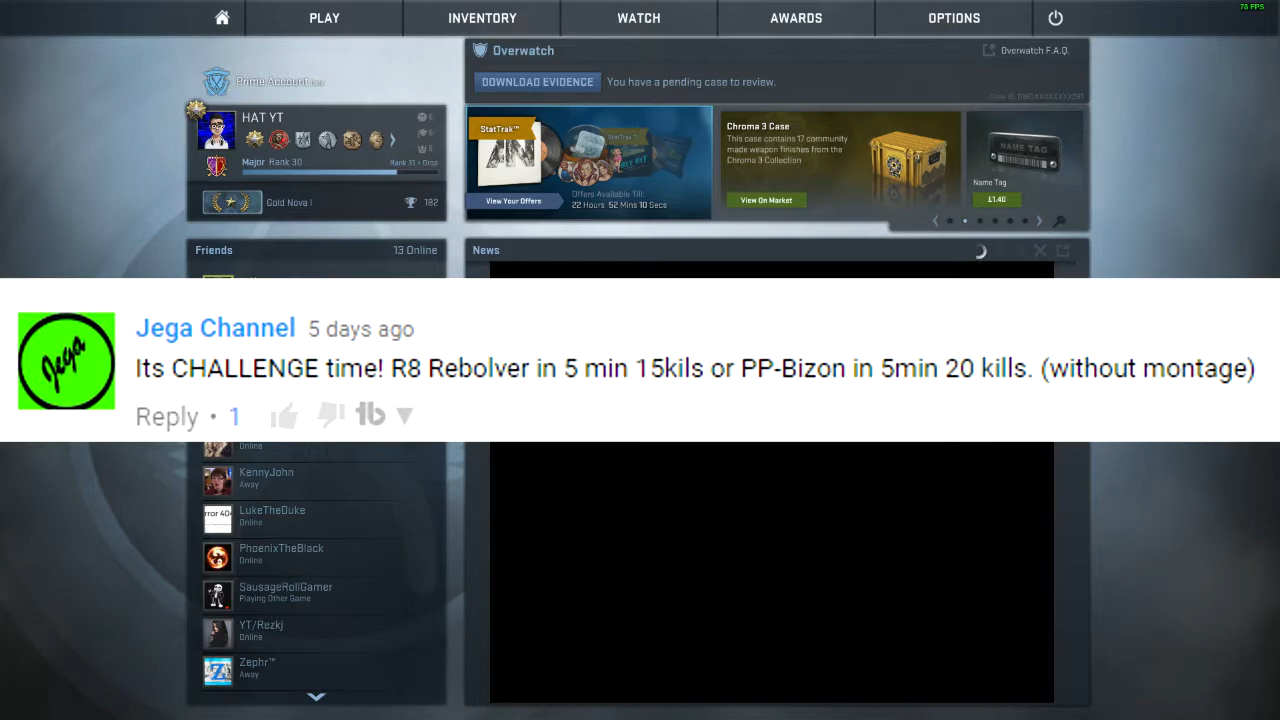 78 FPS
PLAY
INVENTORY
WATCH
AWARDS
OPTIONS
Prime Account
Overwatch
Overwatch F.A.Q.
DOWNLOAD EVIDENCE
You have a pending case to review.
HAT YT
Major Rank 30
Rank 31 + Drop
Gold Nova I
182
StatTrak™
View Your Offers
Offers Available Till:
22 Hours 52 Mins 10 Secs
Chroma 3 Case
This case contains 17 community
made weapon finishes from the
Chroma 3 Collection
View On Market
NAME TAG
Name Tag
£1.40
Friends
13 Online
News
Jega
Jega Channel 5 days ago
Its CHALLENGE time! R8 Rebolver in 5 min 15kils or PP-Bizon in 5min 20 kills. (without montage)
Reply • 1
Online
KennyJohn
Away
LukeTheDuke
Online
PhoenixTheBlack
Online
SausageRollGamer
Playing Other Game
YT/Rezkj
Online
Zephr™
Away